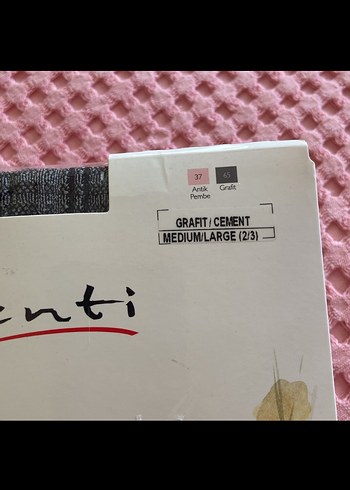 37 65
Antik Grafit
Pembe
GRAFIT / CEMENT
MEDIUM/LARGE (2/3)
enti